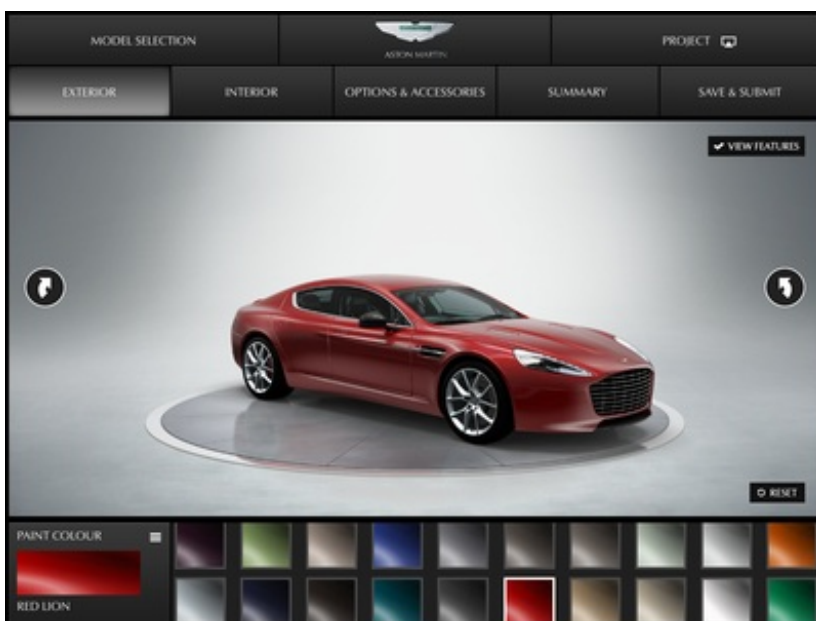 MODEL SELECTION
ASTON MARTIN
PROJECT
EXTERIOR
INTERIOR
OPTIONS & ACCESSORIES
SUMMARY
SAVE & SUBMIT
VIEW FEATURES
RESET
PAINT COLOUR
RED LION